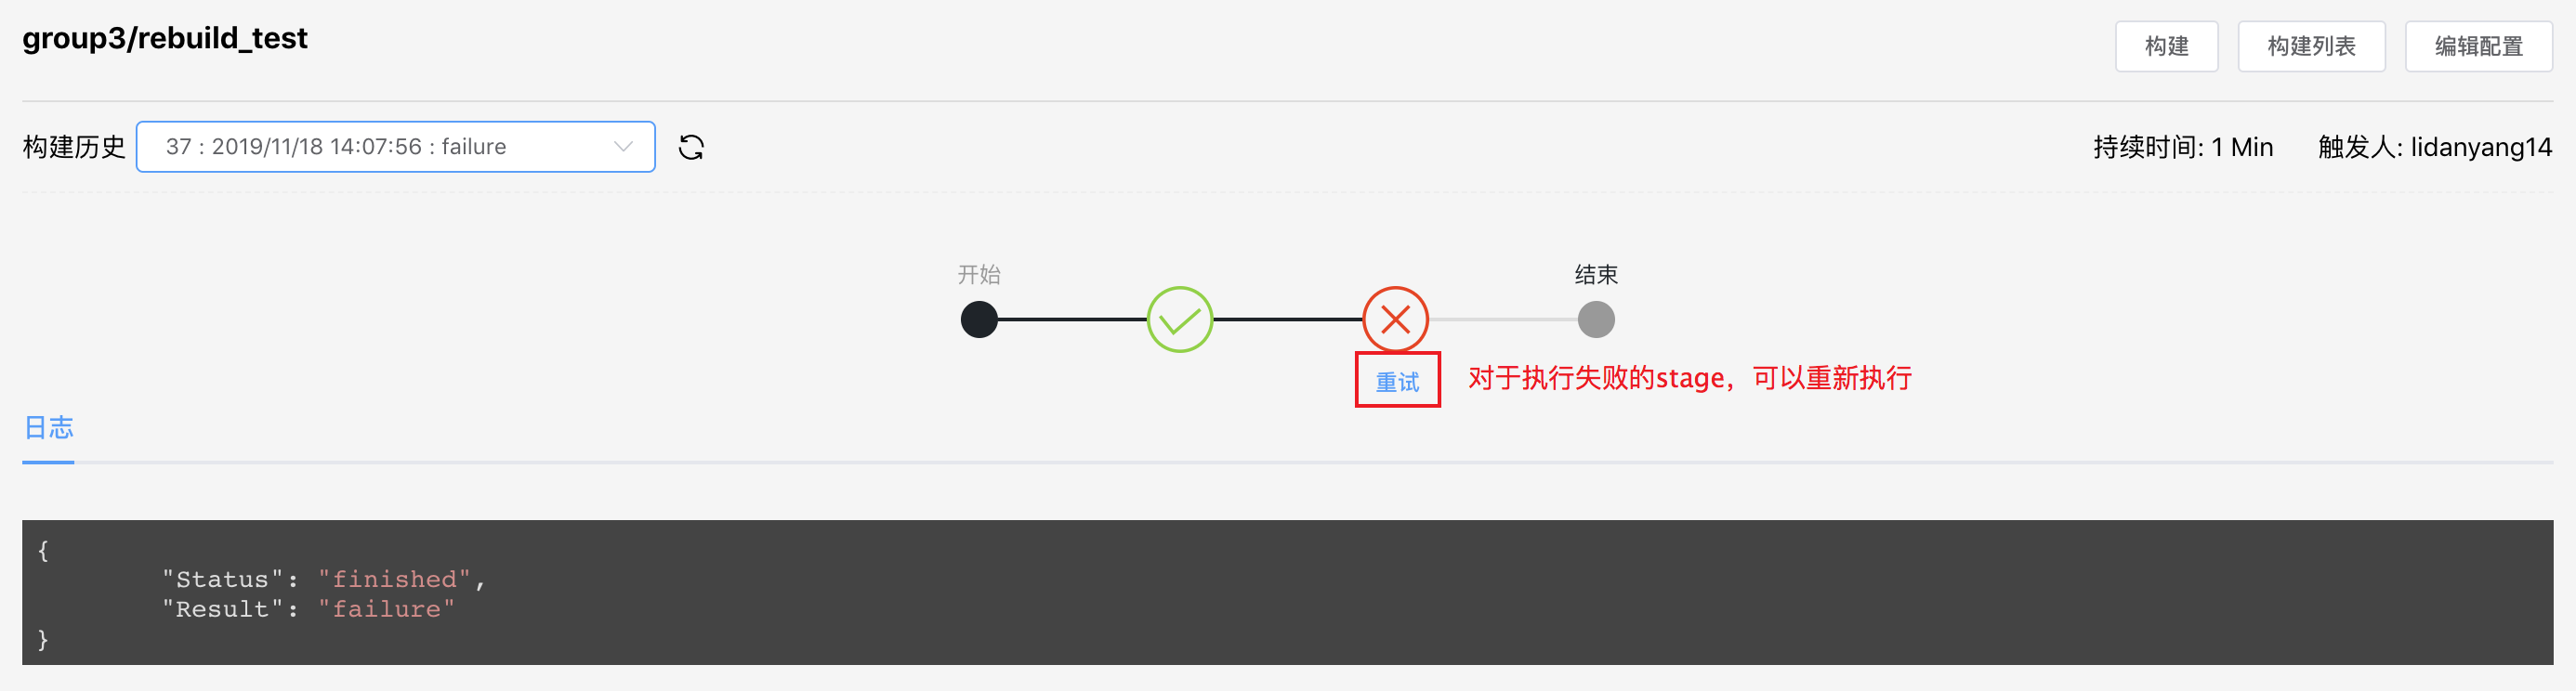 group3/rebuild_test
构建
构建列表
编辑配置
构建历史 37 : 2019/11/18 14:07:56 : failure
持续时间: 1 Min
触发人: lidanyang14
开始
结束
重试
对于执行失败的stage，可以重新执行
日志
{
"Status": "finished",
"Result": "failure"
}